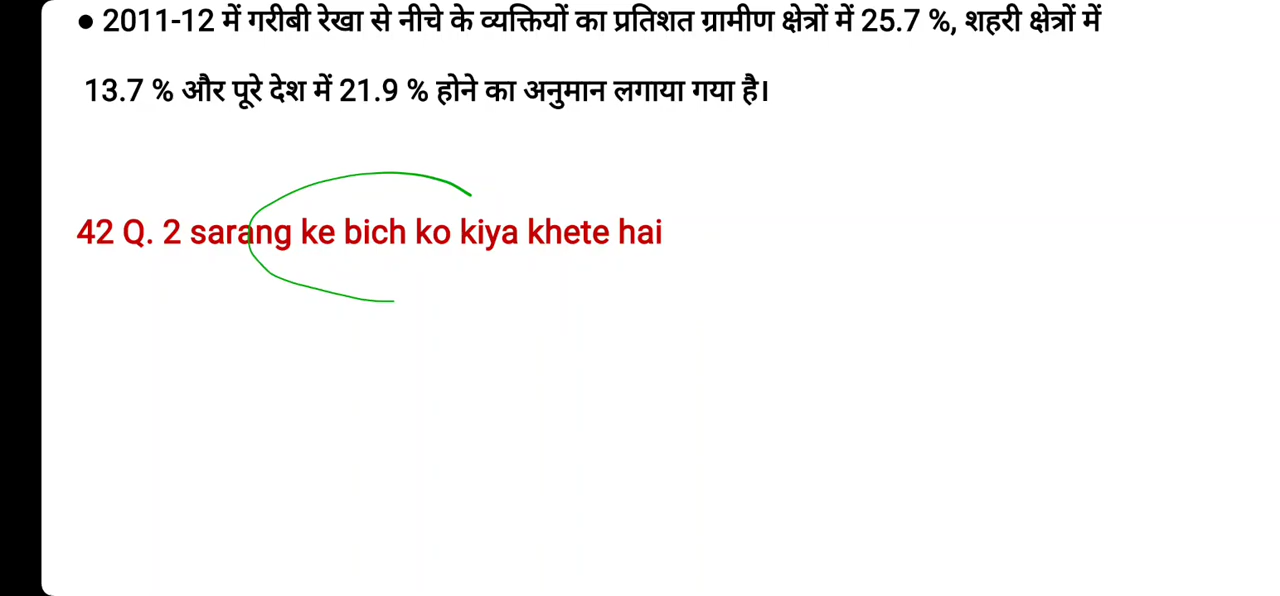 ● 2011-12 में गरीबी रेखा से नीचे के व्यक्तियों का प्रतिशत ग्रामीण क्षेत्रों में 25.7 %, शहरी क्षेत्रों में
13.7 % और पूरे देश में 21.9 % होने का अनुमान लगाया गया है।
42 Q. 2 sarang ke bich ko kiya khete hai